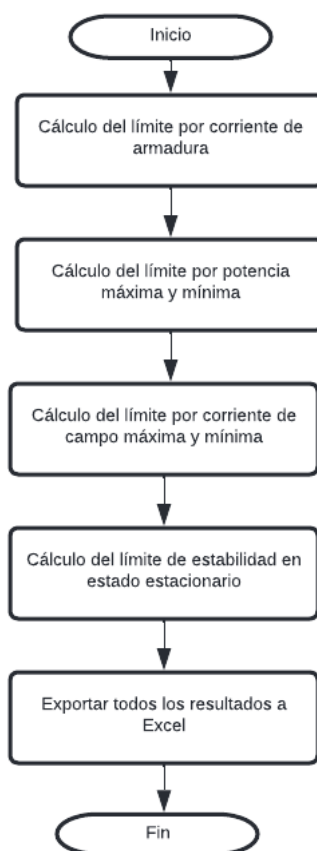 Inicio
Cálculo del límite por corriente de
armadura
Cálculo del límite por potencia
máxima y mínima
Cálculo del límite por corriente de
campo máxima y mínima
Cálculo del límite de estabilidad en
estado estacionario
Exportar todos los resultados a
Excel
Fin